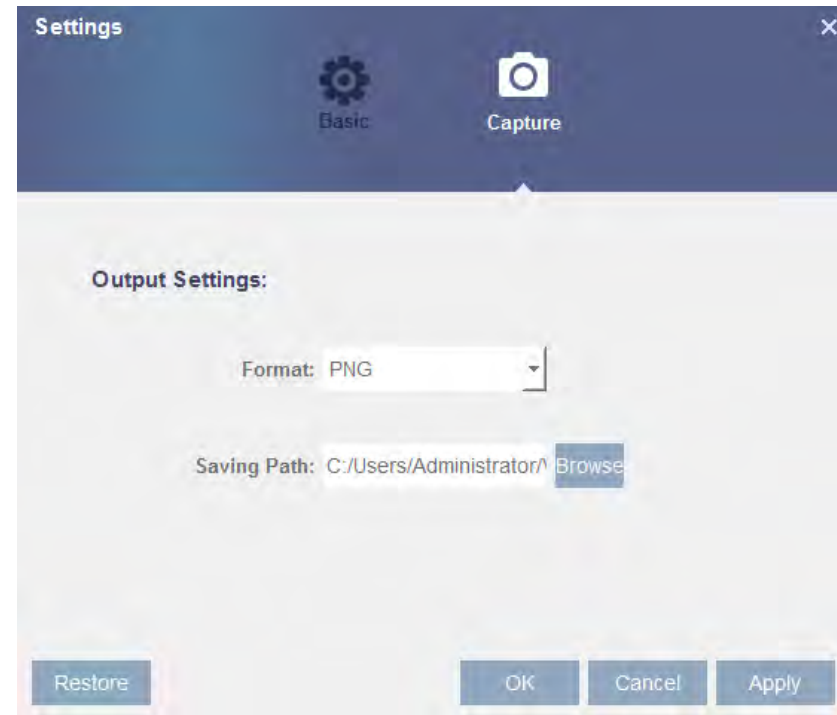 Settings
Basic
Capture
Output Settings:
Format: PNG
Saving Path: C:/Users/Administrator/ Browse
Restore OK Cancel Apply